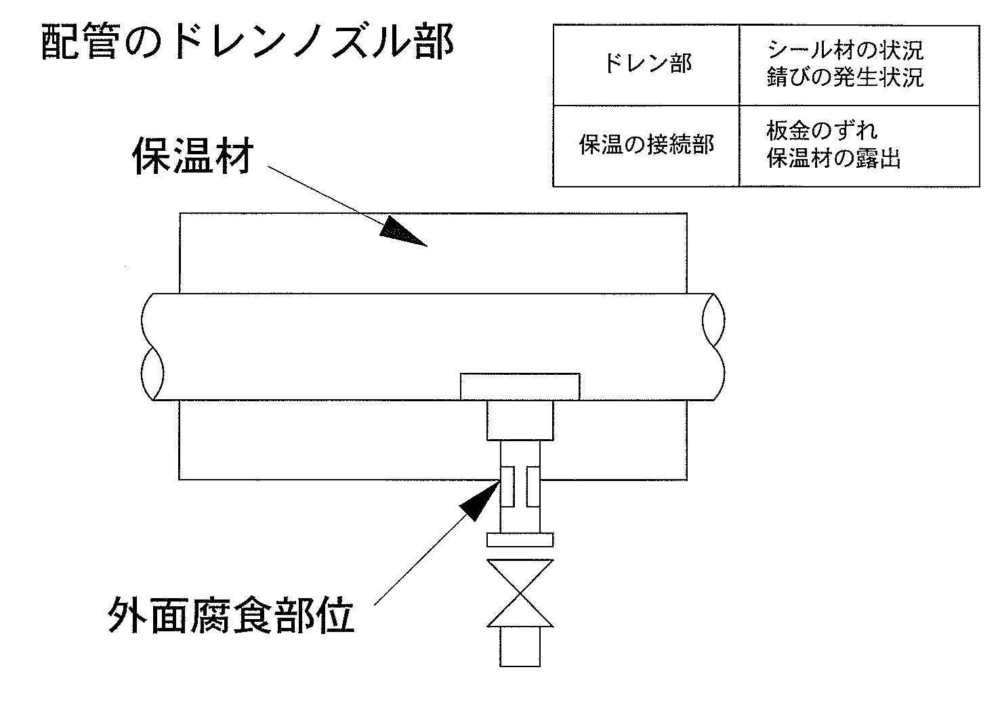 配管のドレンノズル部
ドレン部
シール材の状況
錆びの発生状況
保温の接続部
板金のずれ
保温材の露出
保温材
外面腐食部位